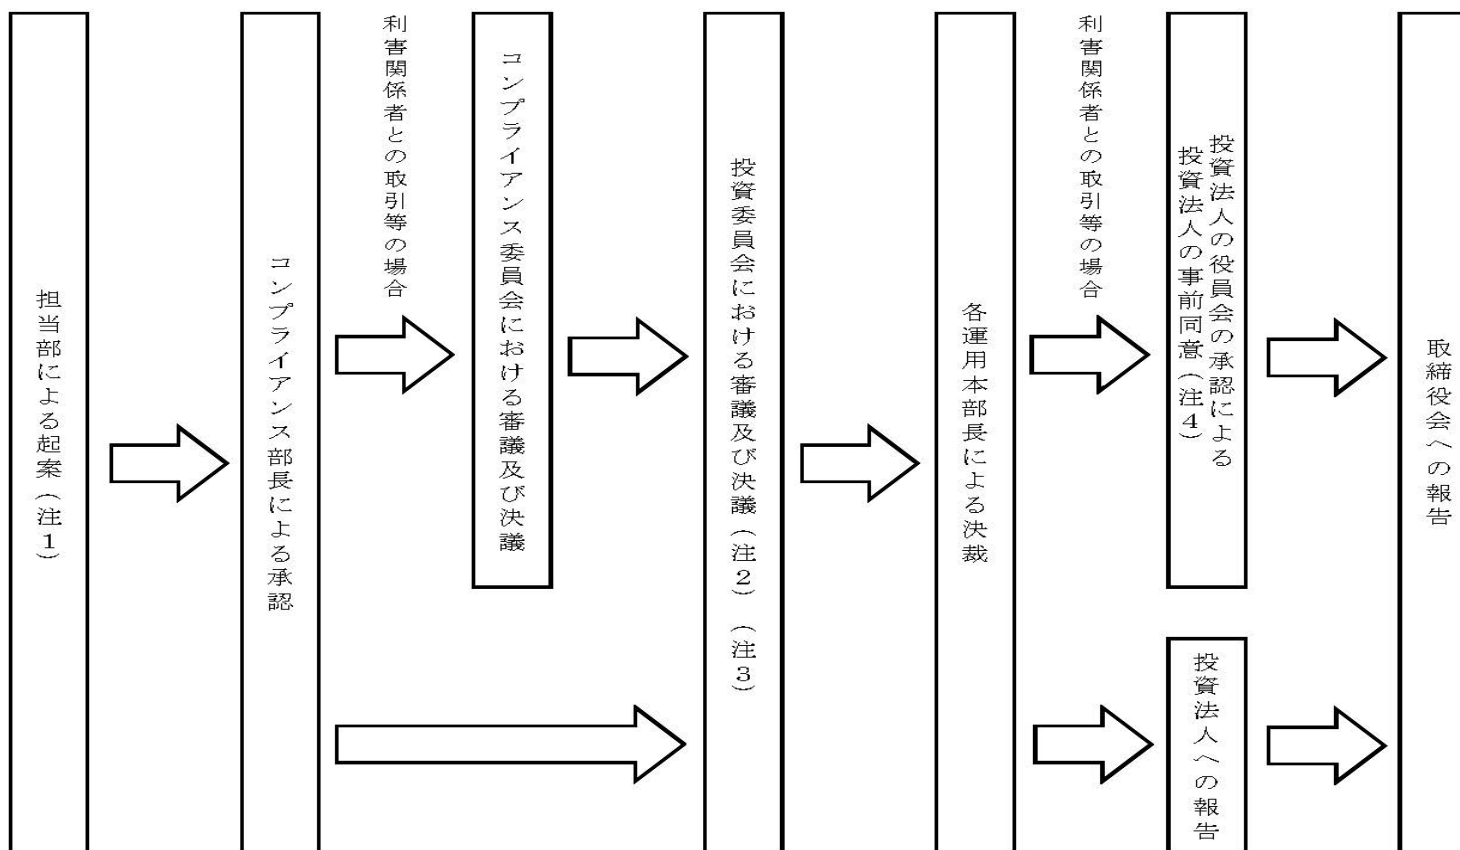 担当部による起案（注１）
コンプライアンス部長による承認
利害関係者との取引等の場合
コンプライアンス委員会における審議及び決議
投資委員会における審議及び決議（注２）（注３）
各運用本部長による決裁
利害関係者との取引等の場合
投資法人の役員会の承認による
投資法人の事前同意（注４）
投資法人への報告
取締役会への報告